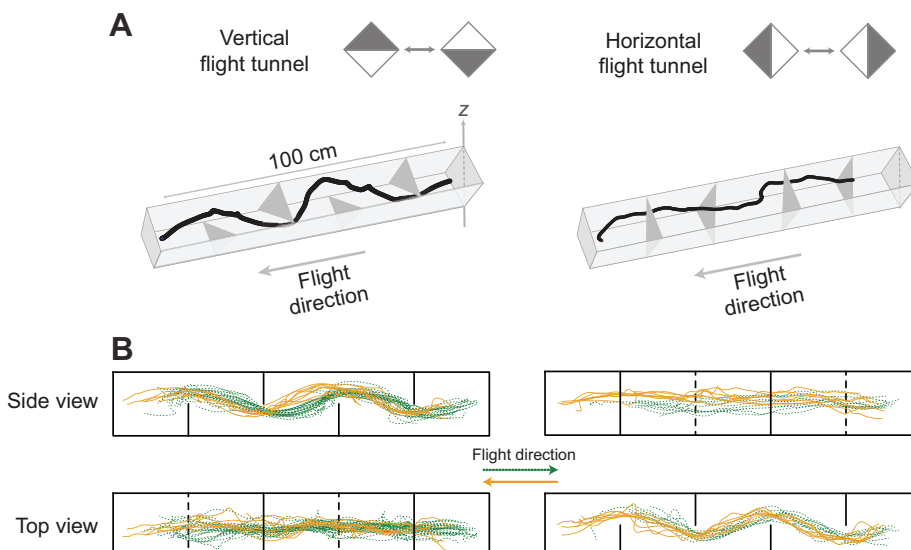 A
Vertical
flight tunnel
Horizontal
flight tunnel
z
100 cm
Flight
direction
Flight
direction
B
Side view
Flight direction
Top view